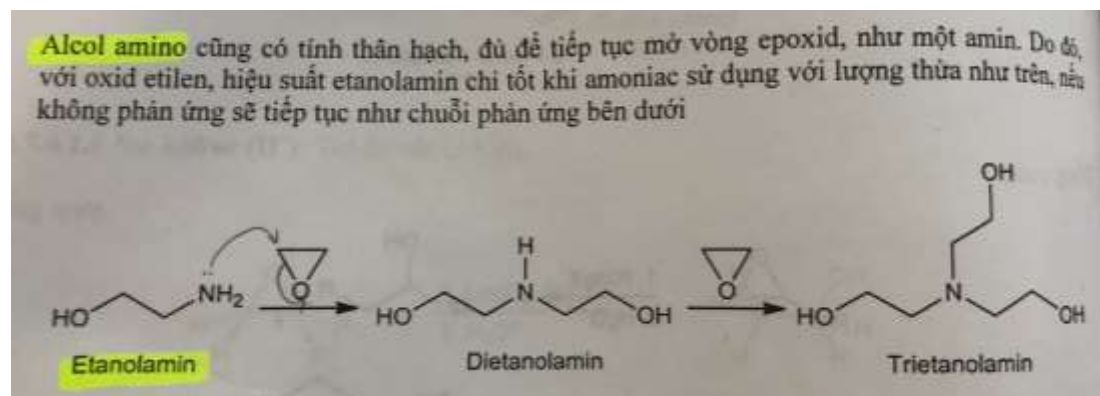 Alcol amino cũng có tính thân hạch, đủ để tiếp tục mở vòng epoxid, như một amin. Do đó,
với oxid etilen, hiệu suất etanolamin chỉ tốt khi amoniac sử dụng với lượng thừa như trên, nếu
không phản ứng sẽ tiếp tục như chuỗi phản ứng bên dưới
OH
H
HO NH2 O HO N OH O HO N OH
Etanolamin Dietanolamin Trietanolamin